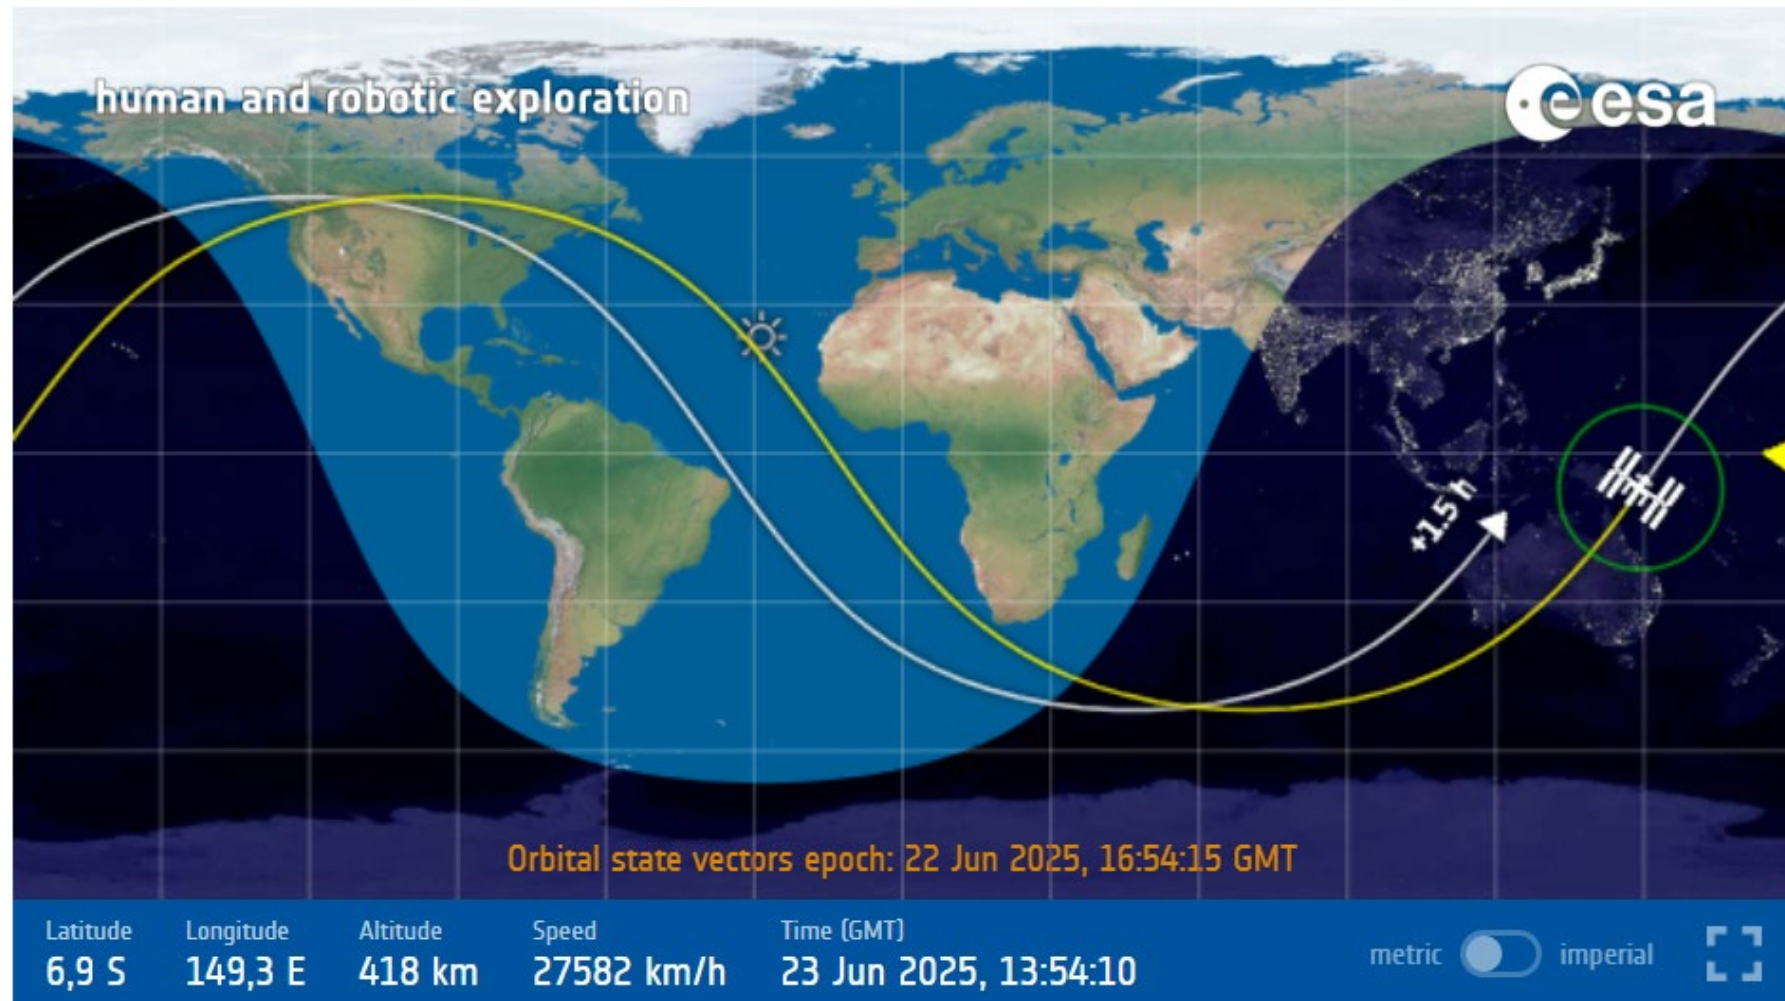 human and robotic exploration
esa
+1.5 h
Orbital state vectors epoch: 22 Jun 2025, 16:54:15 GMT
Latitude Longitude Altitude Speed Time (GMT)
6,9 S 149,3 E 418 km 27582 km/h 23 Jun 2025, 13:54:10
metric imperial